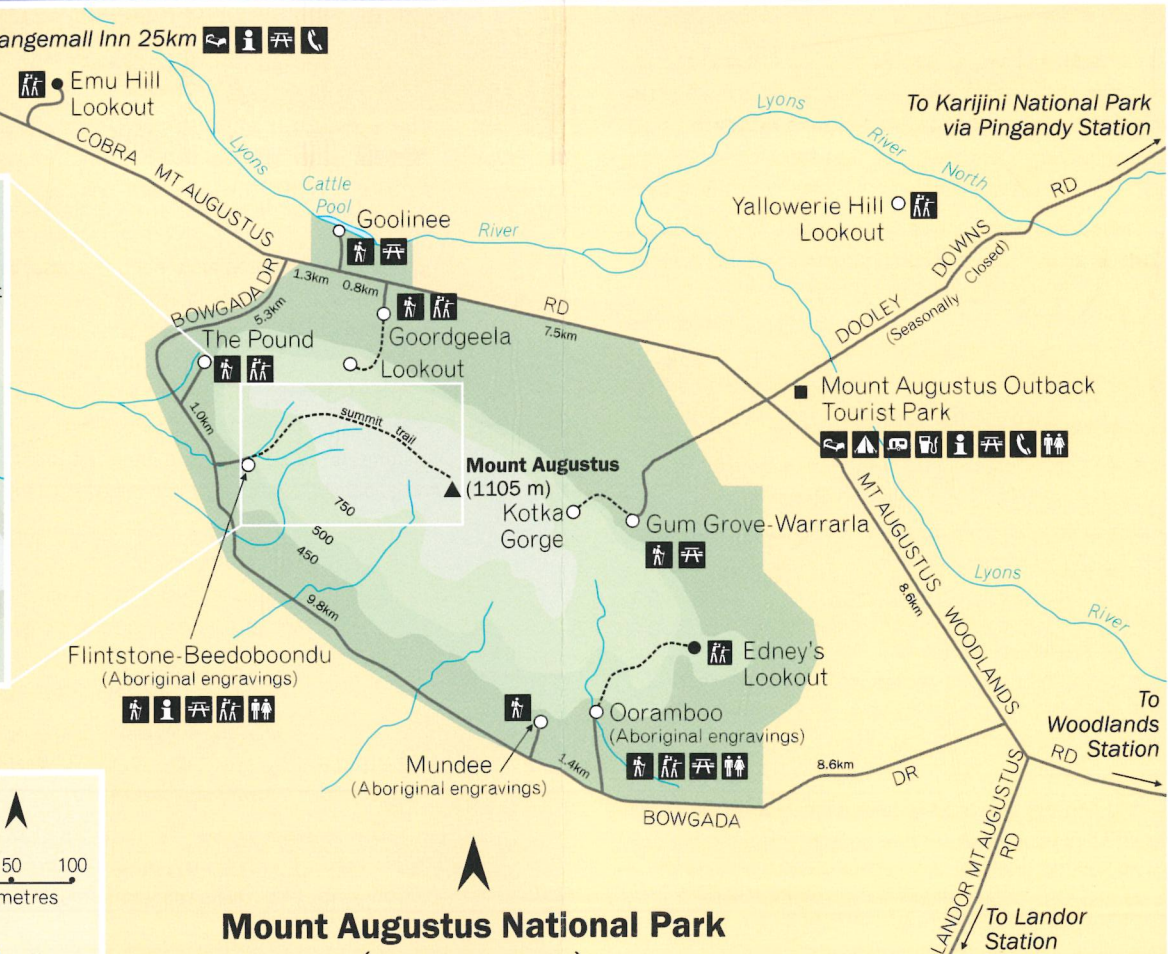 angemall Inn 25km
Emu Hill
Lookout
COBRA MT AUGUSTUS RD
Lyons River
Cattle
Pool
Goolinee
Lyons River North
To Karijini National Park
via Pingandy Station
Yallowerie Hill
Lookout
DOOLEY DOWNS RD
(Seasonally Closed)
BOWGADA DR
5.3km
1.3km
0.8km
7.5km
The Pound
Goordgeela
Lookout
1.0km
summit trail
Mount Augustus
(1105 m)
Mount Augustus Outback
Tourist Park
750
500
450
Kotka
Gorge
Gum Grove-Warrarla
MT AUGUSTUS WOODLANDS RD
8.6km
Lyons River
9.8km
Flintstone-Beedoboondu
(Aboriginal engravings)
Edney's
Lookout
Ooramboo
(Aboriginal engravings)
Mundee
(Aboriginal engravings)
1.4km
8.6km
BOWGADA DR
To
Woodlands
Station
LANDOR MT AUGUSTUS RD
To Landor
Station
50 100
metres
Mount Augustus National Park